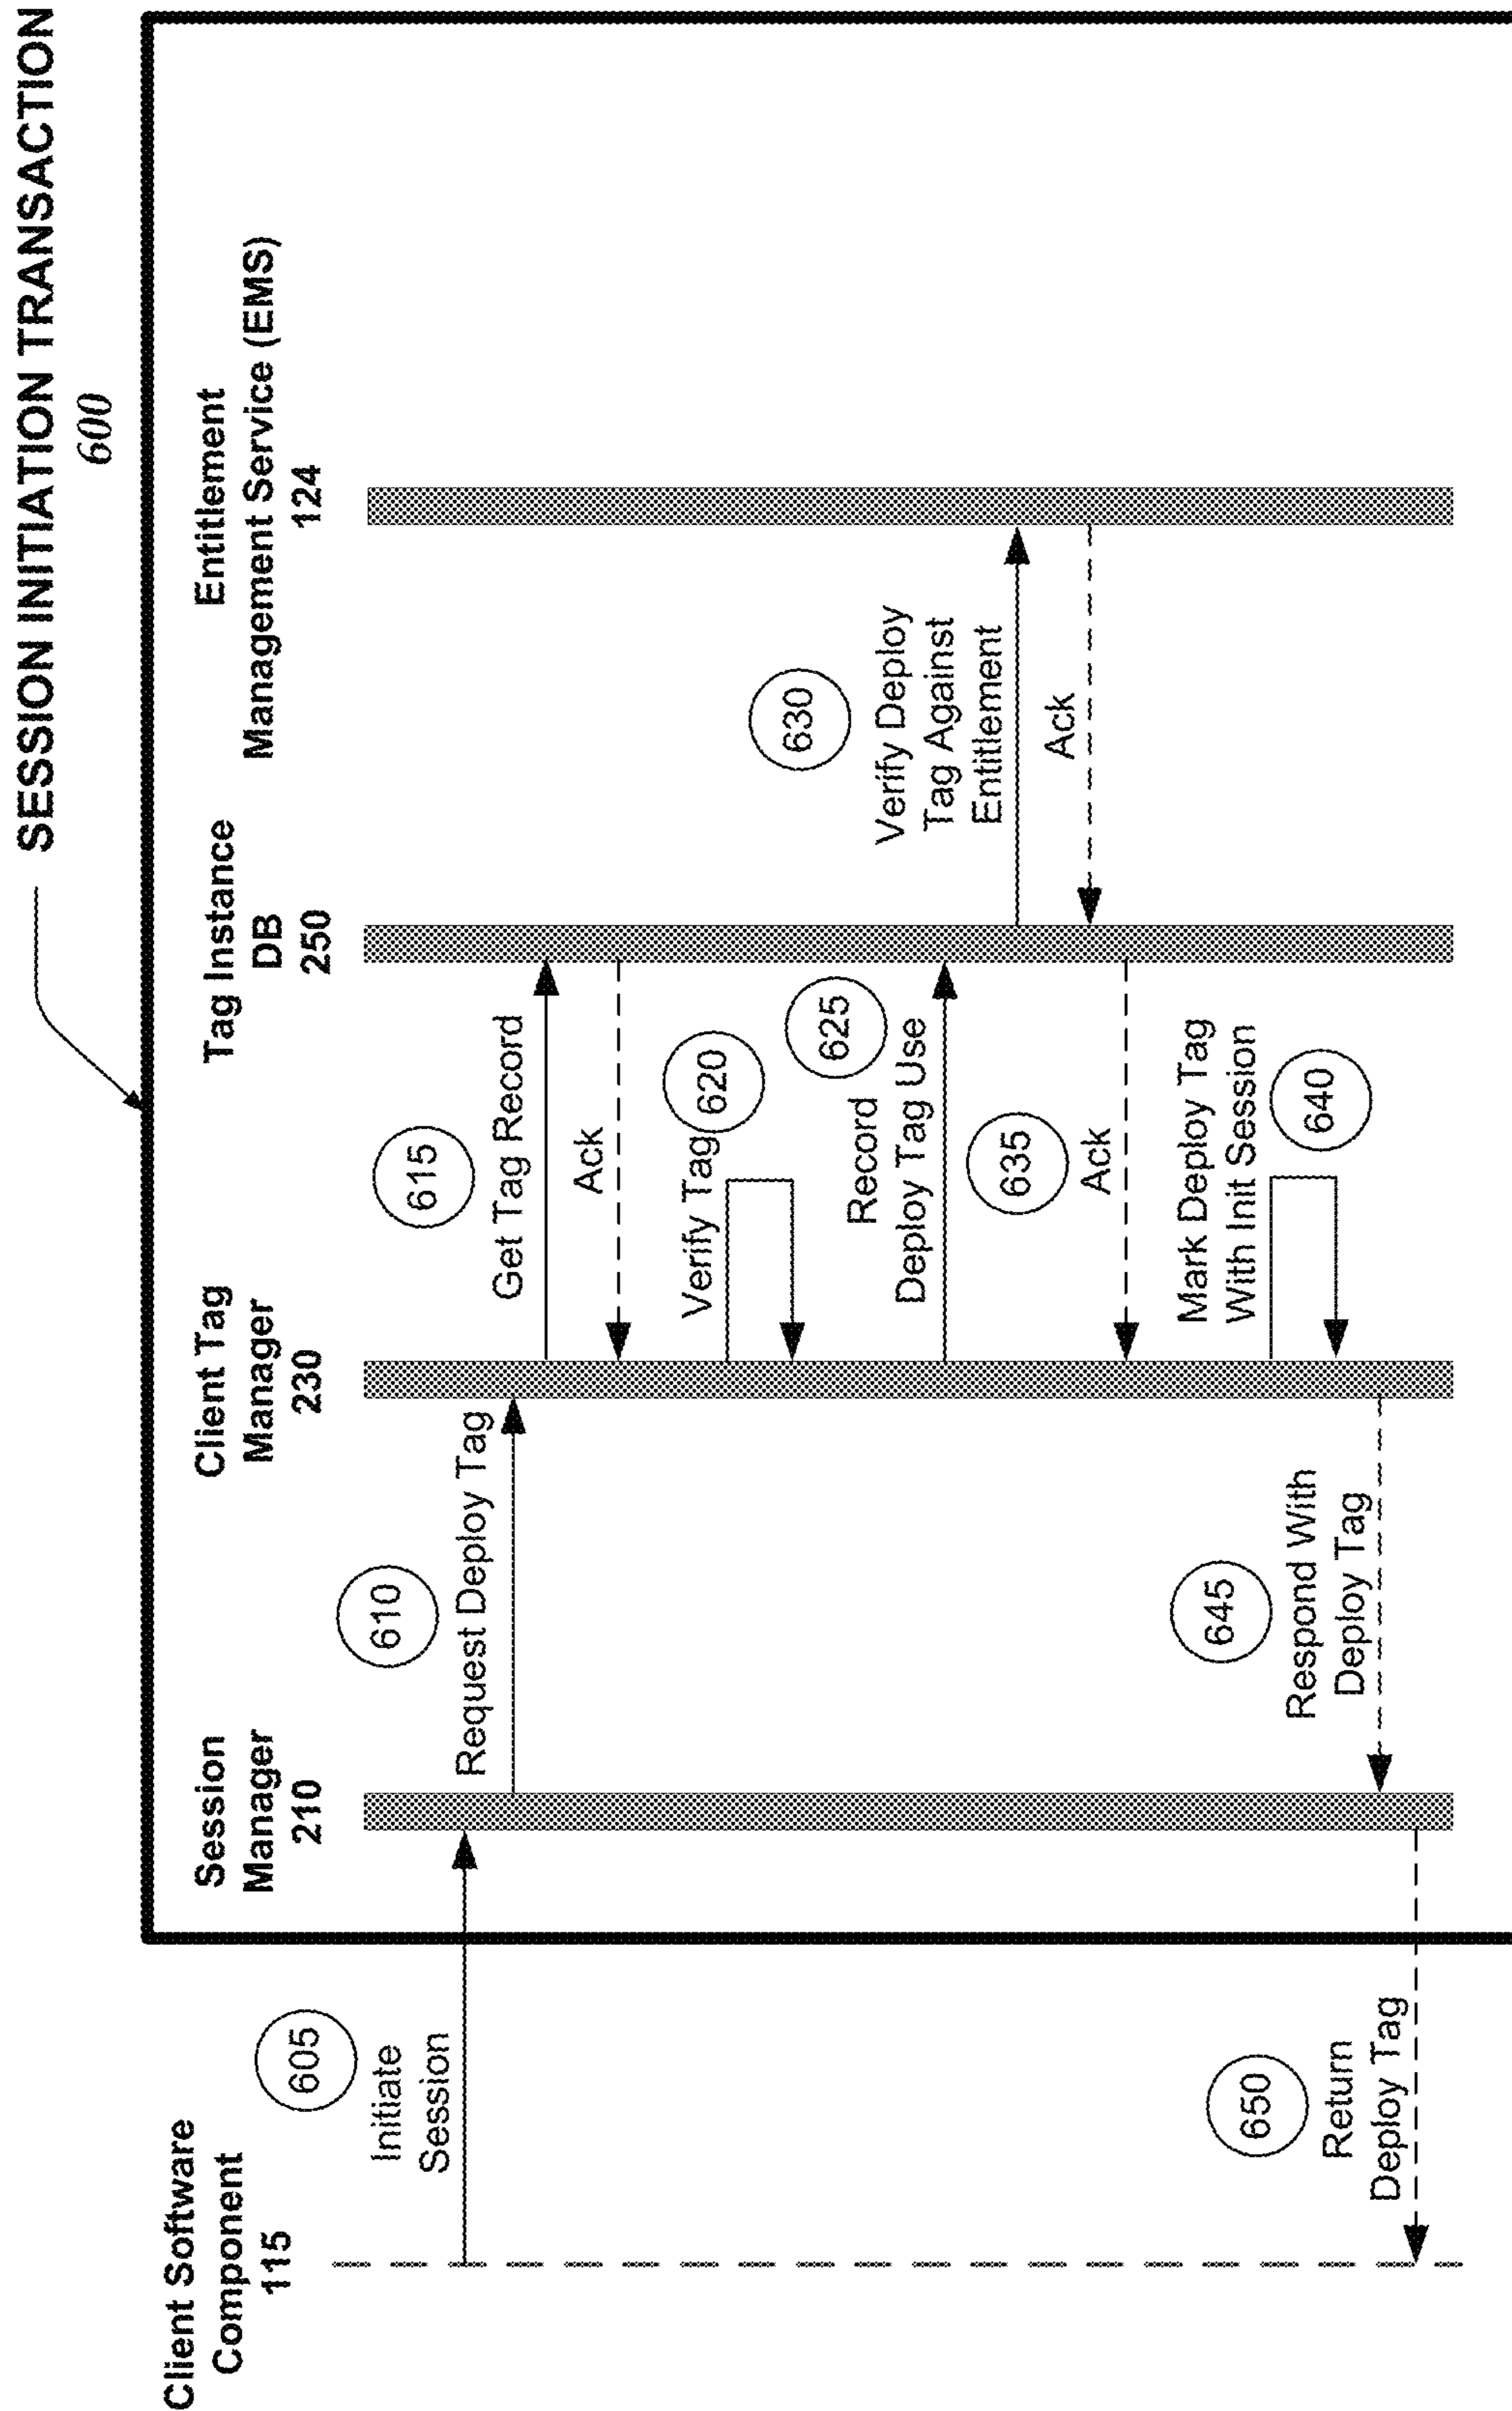 SESSION INITIATION TRANSACTION
600
Client Software
Component
115
Session
Manager
210
Client Tag
Manager
230
Tag Instance
DB
250
Entitlement
Management Service (EMS)
124
605
Initiate
Session
610
Request Deploy Tag
615
Get Tag Record
Ack
620
Verify Tag
625
Record
Deploy Tag Use
630
Verify Deploy
Tag Against
Entitlement
Ack
635
Ack
640
Mark Deploy Tag
With Init Session
645
Respond With
Deploy Tag
650
Return
Deploy Tag